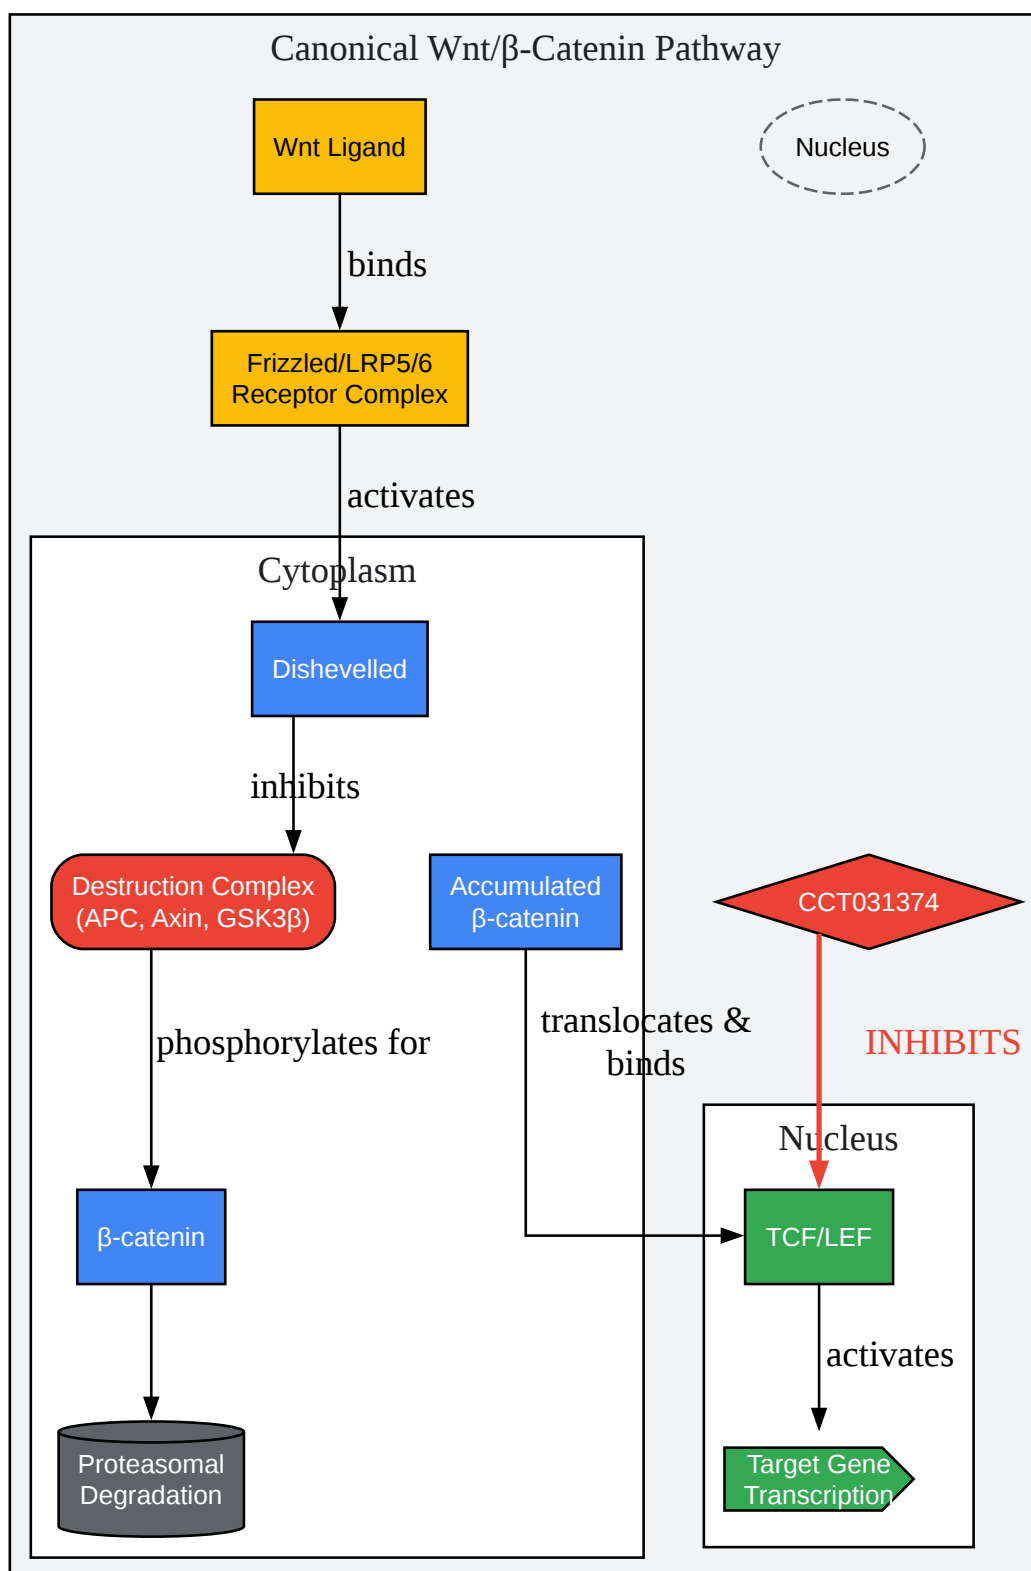 Canonical Wnt/β-Catenin Pathway
Wnt Ligand
Nucleus
binds
Frizzled/LRP5/6
Receptor Complex
activates
Cytoplasm
Dishevelled
inhibits
Destruction Complex
(APC, Axin, GSK3β)
Accumulated
β-catenin
CCT031374
phosphorylates for
translocates &
binds
INHIBITS
Nucleus
β-catenin
TCF/LEF
activates
Proteasomal
Degradation
Target Gene
Transcription